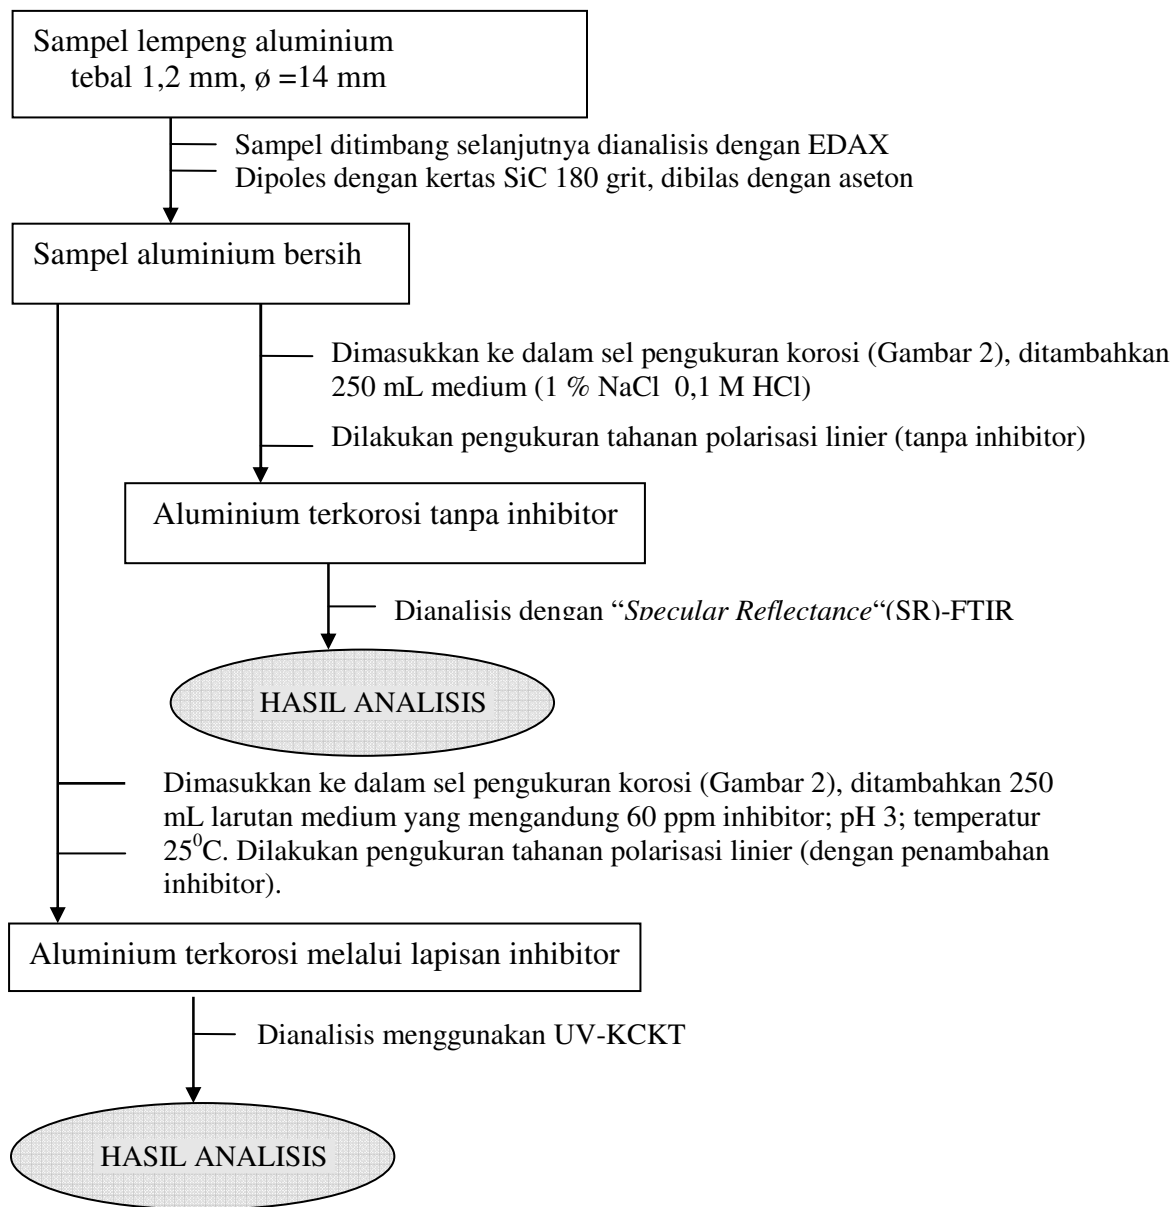 Sampel lempeng aluminium
tebal 1,2 mm, ø =14 mm
Sampel ditimbang selanjutnya dianalisis dengan EDAX
Dipoles dengan kertas SiC 180 grit, dibilas dengan aseton
Sampel aluminium bersih
Dimasukkan ke dalam sel pengukuran korosi (Gambar 2), ditambahkan
250 mL medium (1 % NaCl 0,1 M HCl)
Dilakukan pengukuran tahanan polarisasi linier (tanpa inhibitor)
Aluminium terkorosi tanpa inhibitor
Dianalisis dengan “Specular Reflectance“(SR)-FTIR
HASIL ANALISIS
Dimasukkan ke dalam sel pengukuran korosi (Gambar 2), ditambahkan 250
mL larutan medium yang mengandung 60 ppm inhibitor; pH 3; temperatur
25⁰C. Dilakukan pengukuran tahanan polarisasi linier (dengan penambahan
inhibitor).
Aluminium terkorosi melalui lapisan inhibitor
Dianalisis menggunakan UV-KCKT
HASIL ANALISIS